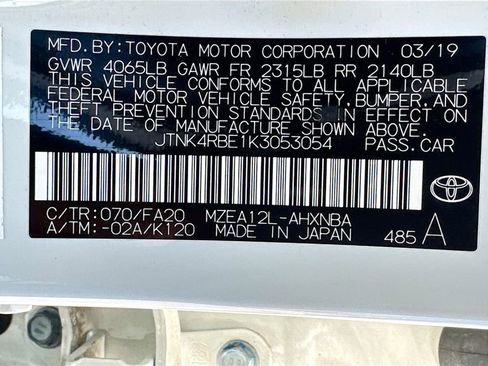 MFD. BY: TOYOTA MOTOR CORPORATION 03/19
GVWR 4065LB GAWR FR 2315LB RR 2140LB
THIS VEHICLE CONFORMS TO ALL APPLICABLE
FEDERAL MOTOR VEHICLE SAFETY, BUMPER, AND
THEFT PREVENTION STANDARDS IN EFFECT ON
THE DATE OF MANUFACTURE SHOWN ABOVE.
JTNK4RBE1K3053054 PASS.CAR
C/TR: 070/FA20 MZEA12L-AHXNBA
A/TM: -02A/K120 MADE IN JAPAN 485 A